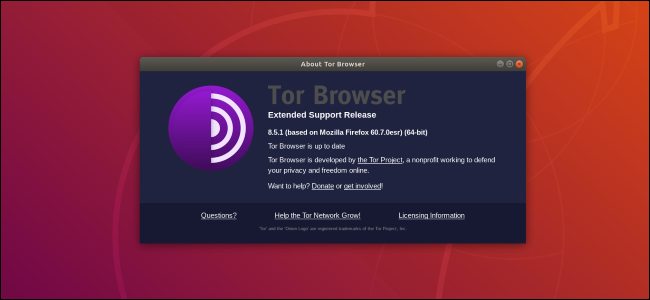 About Tor Browser
Tor Browser
Extended Support Release
8.5.1 (based on Mozilla Firefox 60.7.0esr) (64-bit)
Tor Browser is up to date
Tor Browser is developed by the Tor Project, a nonprofit working to defend
your privacy and freedom online.
Want to help? Donate or get involved!
Questions? Help the Tor Network Grow! Licensing Information
'Tor' and the 'Onion Logo' are registered trademarks of the Tor Project, Inc.